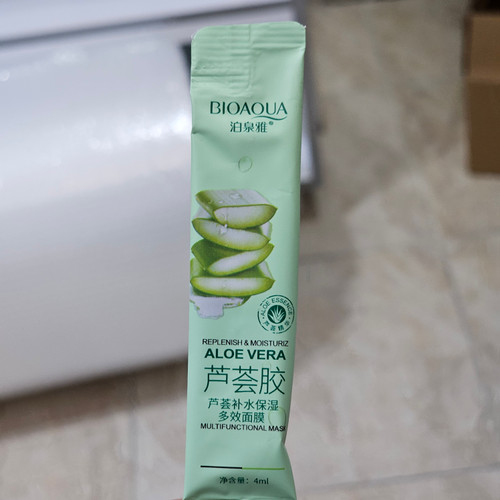 BIOAQUA
泊泉雅®
ALOE ESSENCE
芦荟精华
REPLENISH & MOISTURIZ
ALOE VERA
芦荟胶
芦荟补水保湿
多效面膜
MULTIFUNCTIONAL MASK
净含量：4ml